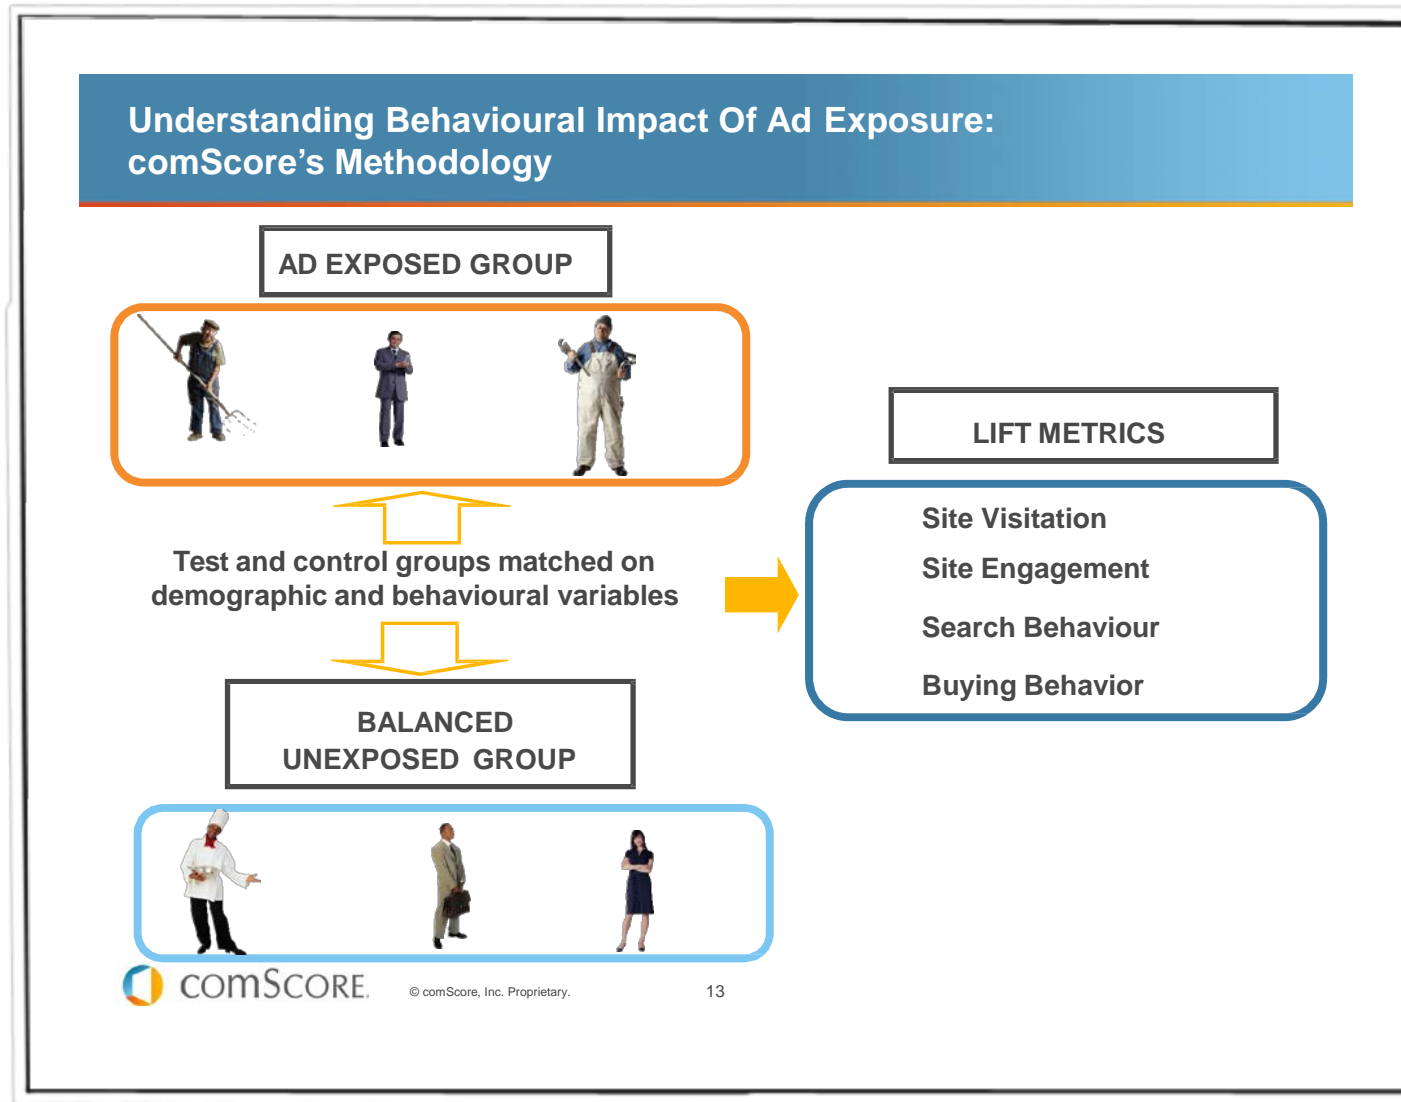 Understanding Behavioural Impact Of Ad Exposure:
comScore’s Methodology
AD EXPOSED GROUP
Test and control groups matched on
demographic and behavioural variables
BALANCED
UNEXPOSED GROUP
LIFT METRICS
Site Visitation
Site Engagement
Search Behaviour
Buying Behavior
comSCORE.
© comScore, Inc. Proprietary.
13